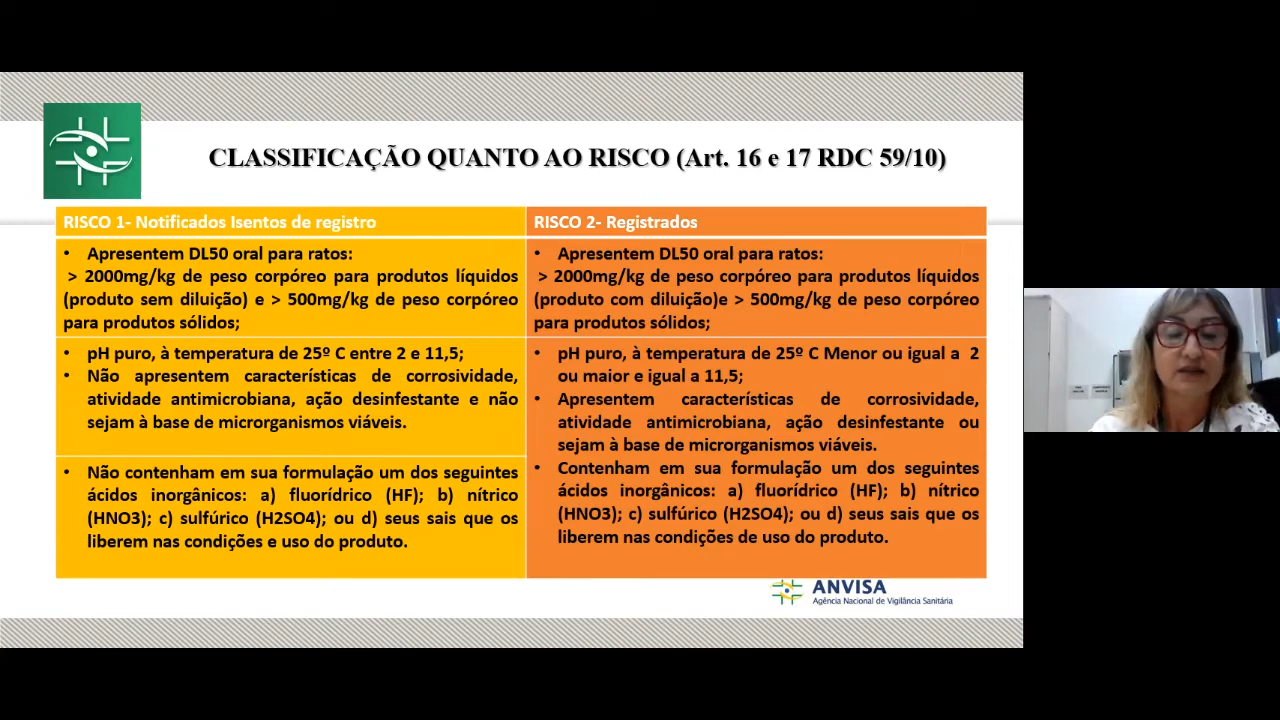 CLASSIFICAÇÃO QUANTO AO RISCO (Art. 16 e 17 RDC 59/10)
RISCO 1- Notificados Isentos de registro
• Apresentem DL50 oral para ratos:
> 2000mg/kg de peso corpóreo para produtos líquidos
(produto sem diluição) e > 500mg/kg de peso corpóreo
para produtos sólidos;
• pH puro, à temperatura de 25º C entre 2 e 11,5;
• Não apresentem características de corrosividade,
atividade antimicrobiana, ação desinfestante e não
sejam à base de microrganismos viáveis.
• Não contenham em sua formulação um dos seguintes
ácidos inorgânicos: a) fluorídrico (HF); b) nítrico
(HNO3); c) sulfúrico (H2SO4); ou d) seus sais que os
liberem nas condições e uso do produto.
RISCO 2- Registrados
• Apresentem DL50 oral para ratos:
> 2000mg/kg de peso corpóreo para produtos líquidos
(produto com diluição)e > 500mg/kg de peso corpóreo
para produtos sólidos;
• pH puro, à temperatura de 25º C Menor ou igual a 2
ou maior e igual a 11,5;
• Apresentem características de corrosividade,
atividade antimicrobiana, ação desinfestante ou
sejam à base de microrganismos viáveis.
• Contenham em sua formulação um dos seguintes
ácidos inorgânicos: a) fluorídrico (HF); b) nítrico
(HNO3); c) sulfúrico (H2SO4); ou d) seus sais que os
liberem nas condições de uso do produto.
ANVISA
Agência Nacional de Vigilância Sanitária